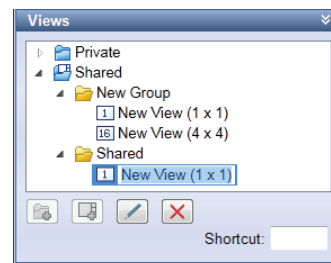 Views
Private
Shared
New Group
1 New View (1 x 1)
16 New View (4 x 4)
Shared
1 New View (1 x 1)
Shortcut: